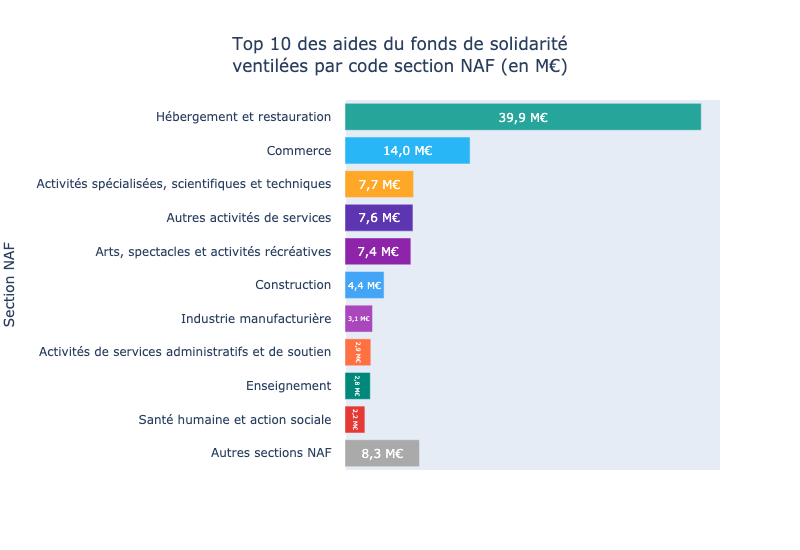 Top 10 des aides du fonds de solidarité
ventilées par code section NAF (en M€)
Section NAF
Hébergement et restauration 39,9 M€
Commerce 14,0 M€
Activités spécialisées, scientifiques et techniques 7,7 M€
Autres activités de services 7,6 M€
Arts, spectacles et activités récréatives 7,4 M€
Construction 4,4 M€
Industrie manufacturière 3,1 M€
Activités de services administratifs et de soutien 2,9 M€
Enseignement 2,8 M€
Santé humaine et action sociale 2,2 M€
Autres sections NAF 8,3 M€